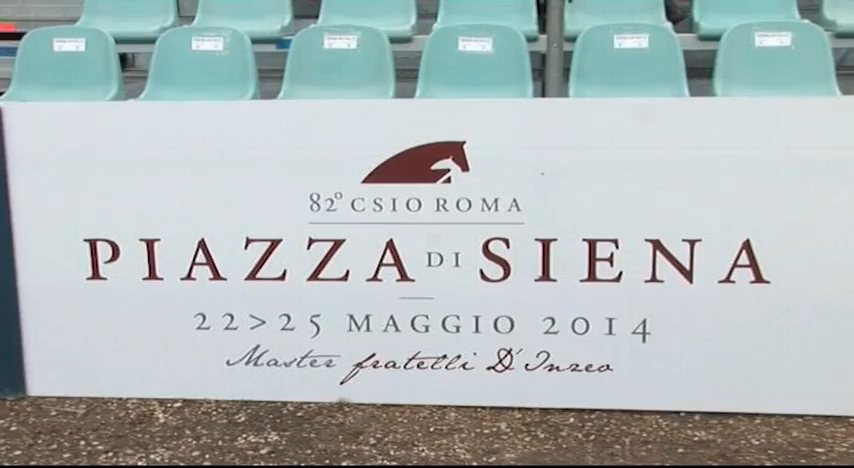 82° CSIO ROMA
PIAZZA DI SIENA
22>25 MAGGIO 2014
Master fratelli D'Inzeo